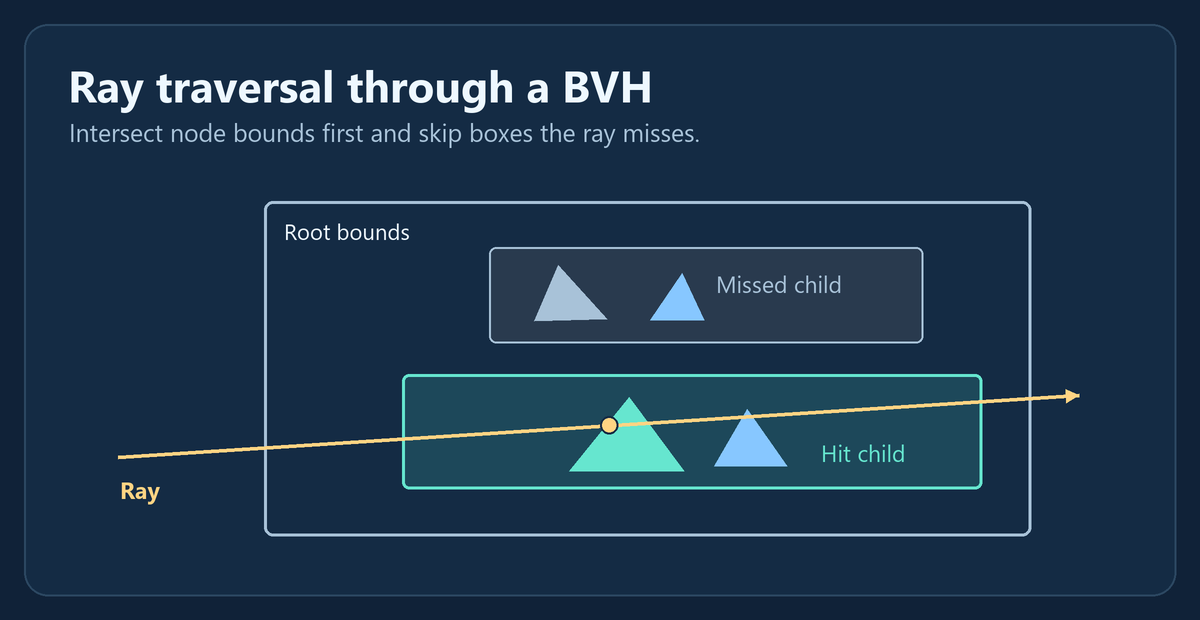 Ray traversal through a BVH
Intersect node bounds first and skip boxes the ray misses.
Root bounds
Missed child
Hit child
Ray